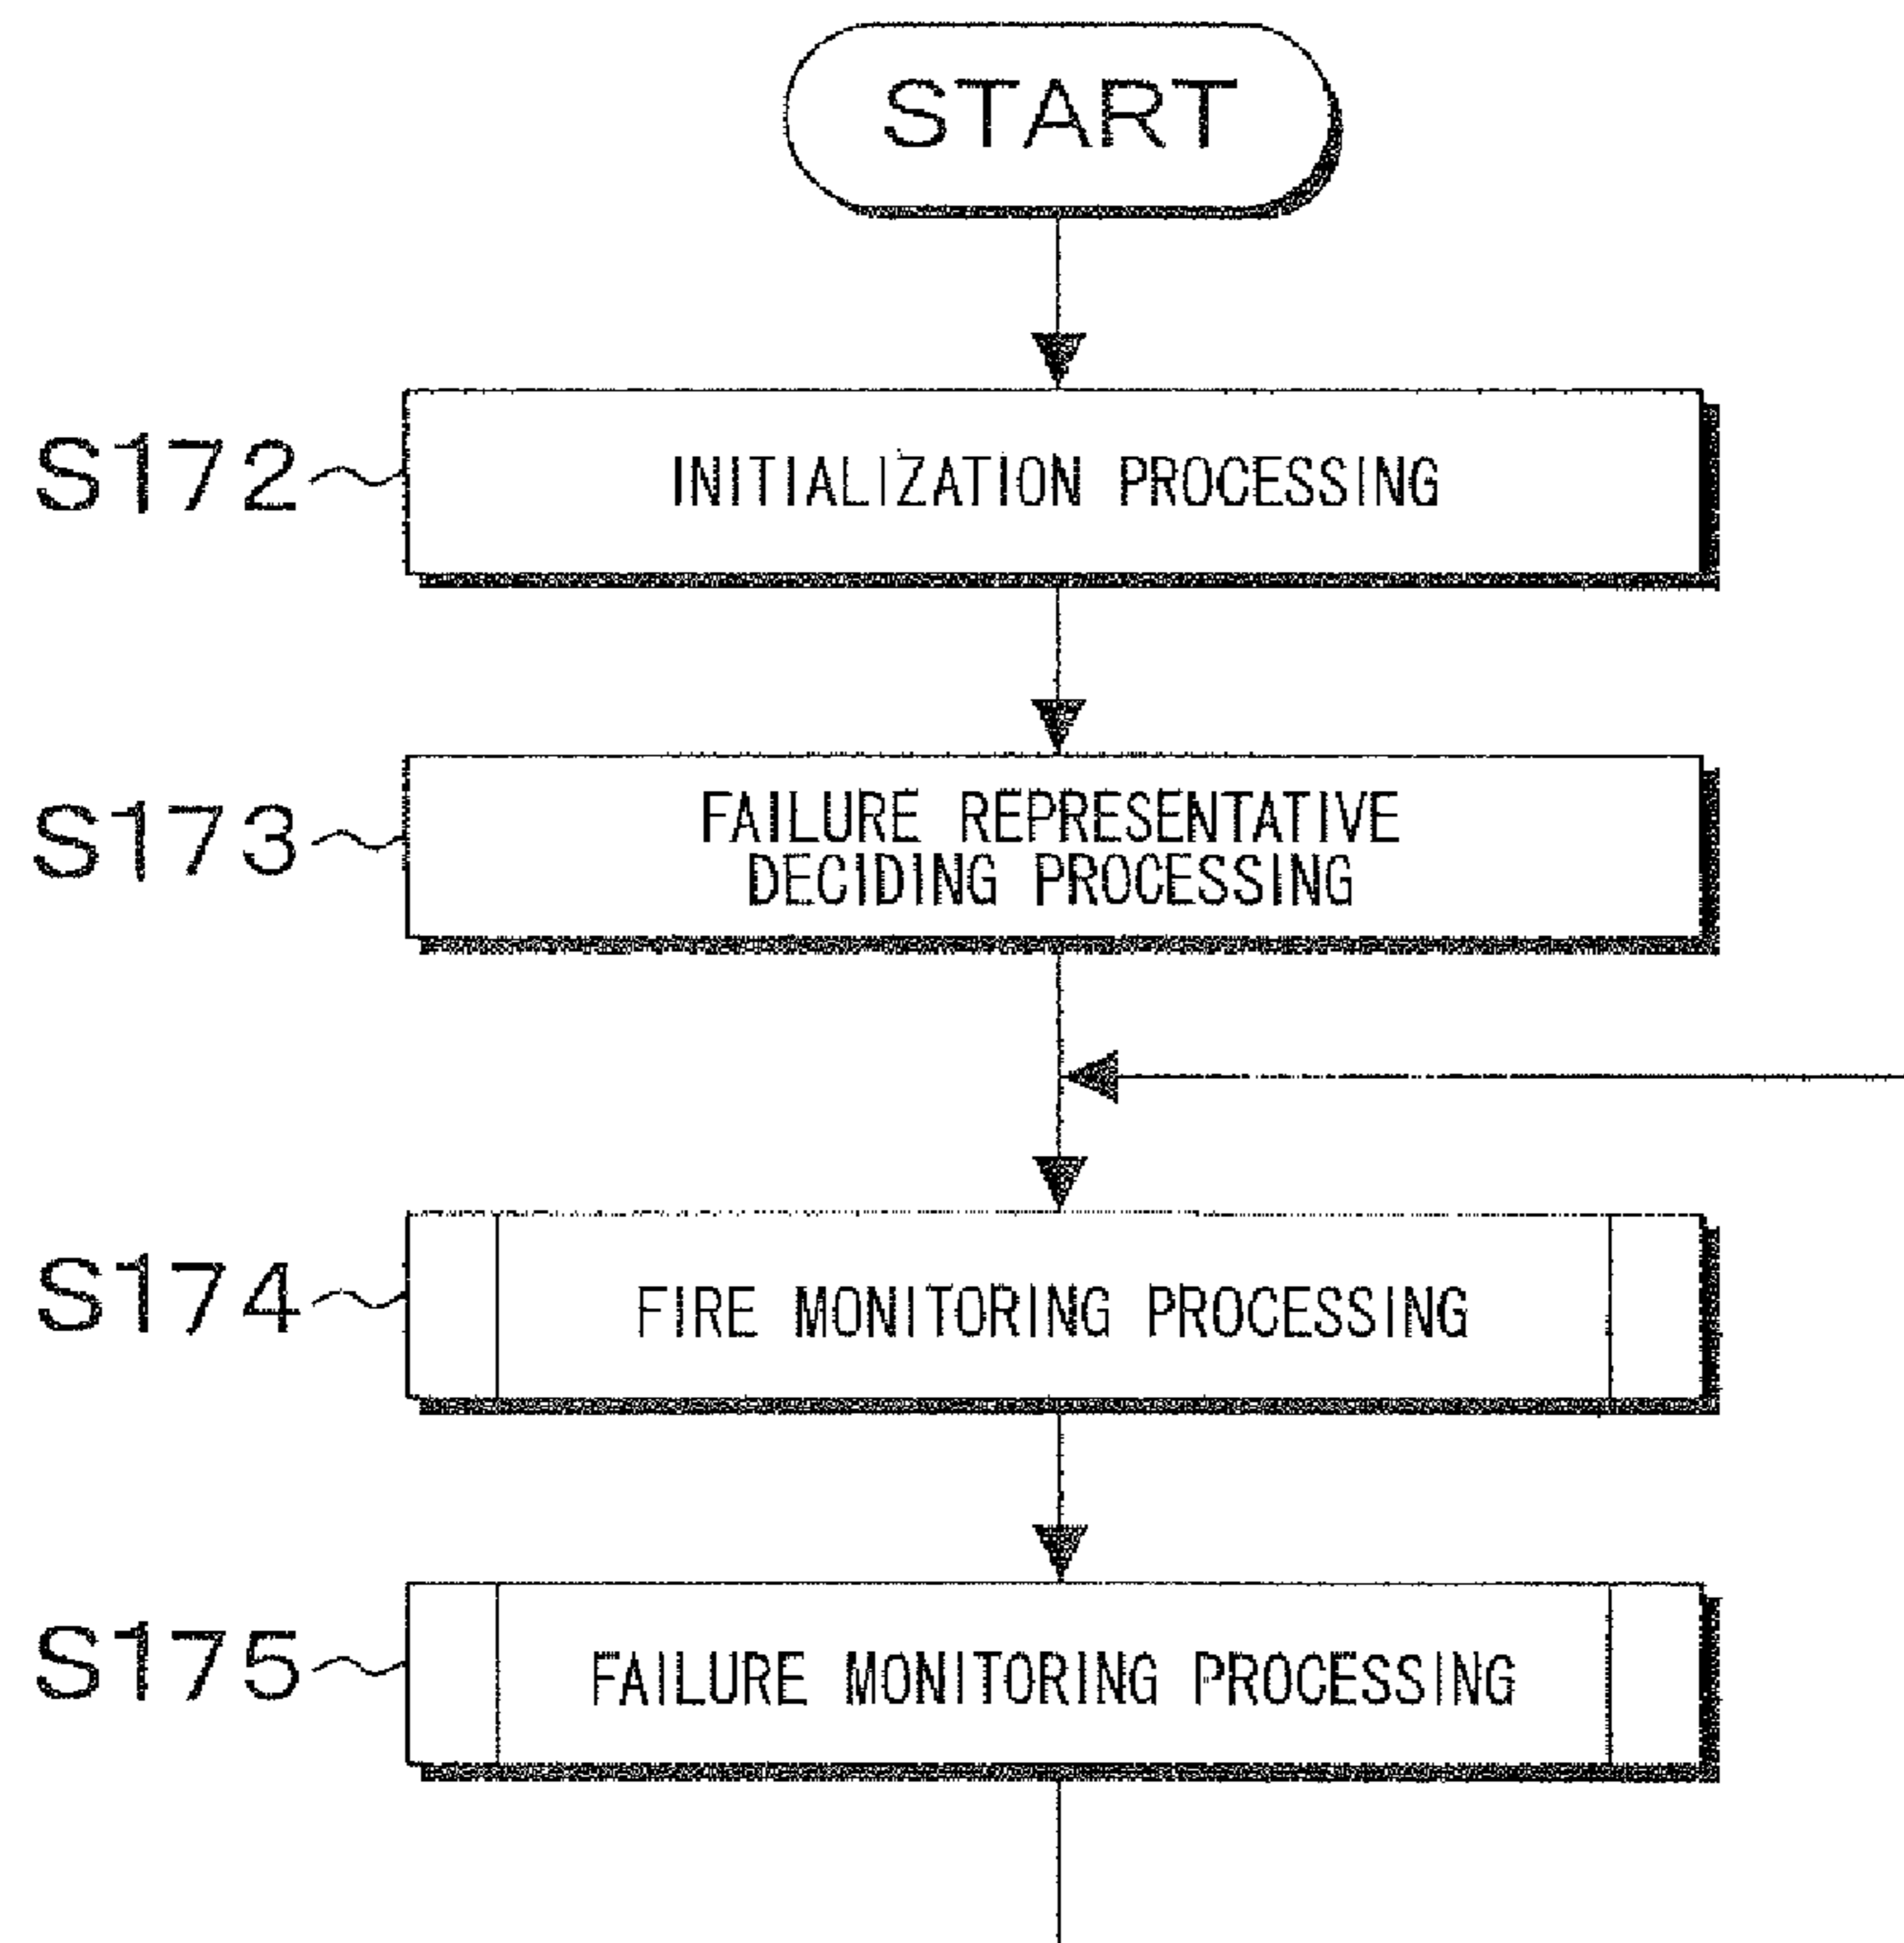 START
S172
INITIALIZATION PROCESSING
S173
FAILURE REPRESENTATIVE
DECIDING PROCESSING
S174
FIRE MONITORING PROCESSING
S175
FAILURE MONITORING PROCESSING